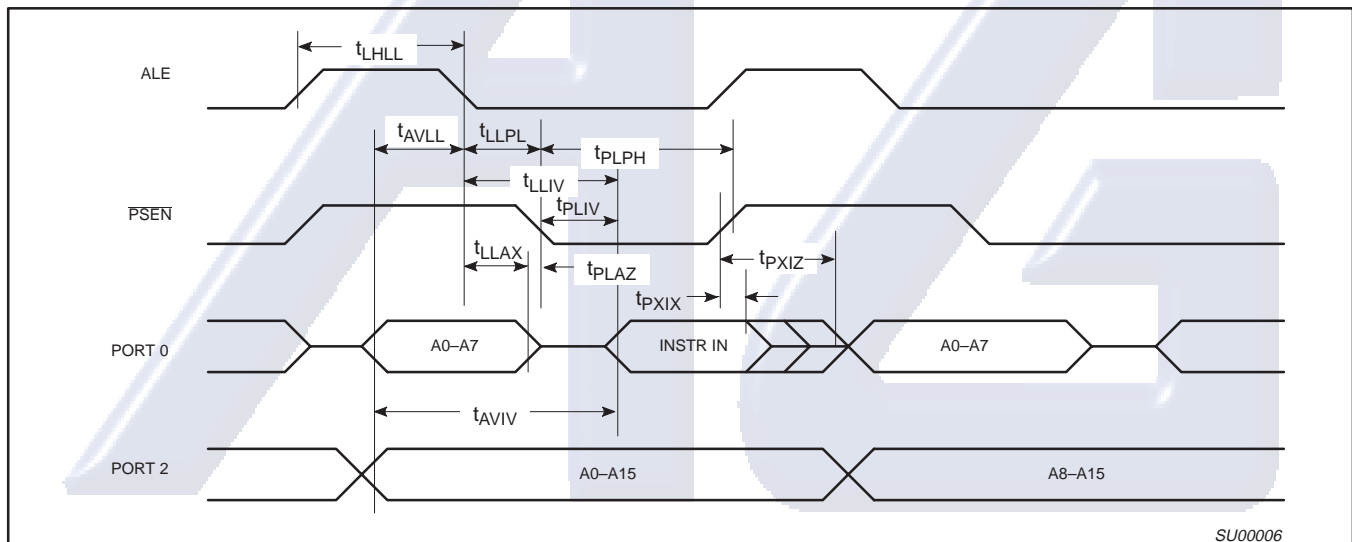 tLHLL
ALE
tAVLL
tLLPL
tPLPH
tLLIV
PSEN
tPLIV
tLLAX
tPLAZ
tPXIZ
tPXIX
PORT 0
A0–A7
INSTR IN
A0–A7
tAVIV
PORT 2
A0–A15
A8–A15
SU00006